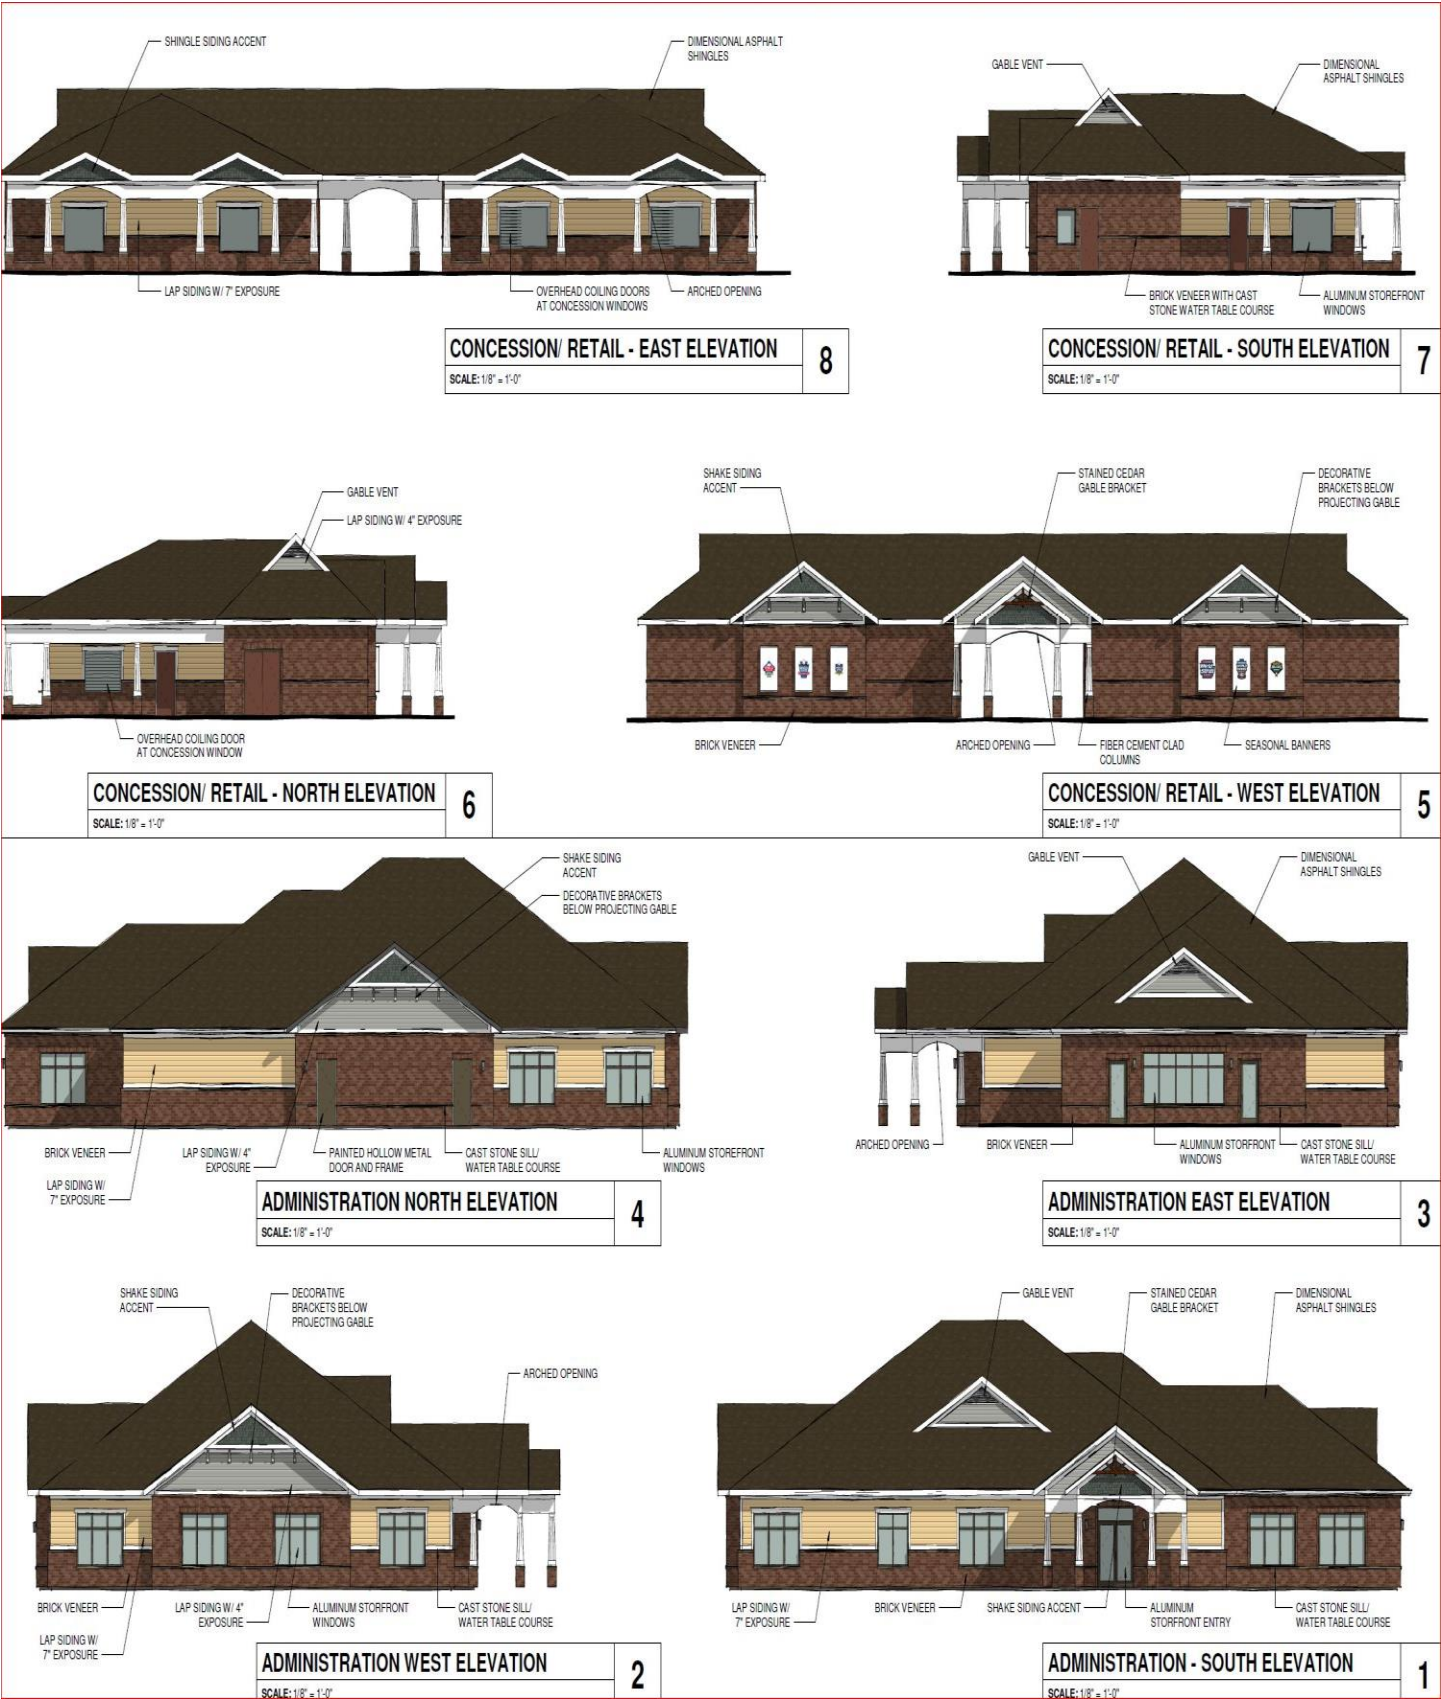 SHINGLE SIDING ACCENT
DIMENSIONAL ASPHALT
SHINGLES
LAP SIDING W/ 7" EXPOSURE
OVERHEAD COILING DOORS
AT CONCESSION WINDOWS
ARCHED OPENING
CONCESSION/ RETAIL - EAST ELEVATION
8
SCALE: 1/8" = 1'-0"
GABLE VENT
DIMENSIONAL
ASPHALT SHINGLES
BRICK VENEER WITH CAST
STONE WATER TABLE COURSE
ALUMINUM STOREFRONT
WINDOWS
CONCESSION/ RETAIL - SOUTH ELEVATION
7
SCALE: 1/8" = 1'-0"
GABLE VENT
LAP SIDING W/ 4" EXPOSURE
OVERHEAD COILING DOOR
AT CONCESSION WINDOW
CONCESSION/ RETAIL - NORTH ELEVATION
6
SCALE: 1/8" = 1'-0"
SHAKE SIDING
ACCENT
STAINED CEDAR
GABLE BRACKET
DECORATIVE
BRACKETS BELOW
PROJECTING GABLE
BRICK VENEER
ARCHED OPENING
FIBER CEMENT CLAD
COLUMNS
SEASONAL BANNERS
CONCESSION/ RETAIL - WEST ELEVATION
5
SCALE: 1/8" = 1'-0"
SHAKE SIDING
ACCENT
DECORATIVE BRACKETS
BELOW PROJECTING GABLE
BRICK VENEER
LAP SIDING W/
7" EXPOSURE
LAP SIDING W/ 4"
EXPOSURE
PAINTED HOLLOW METAL
DOOR AND FRAME
CAST STONE SILL/
WATER TABLE COURSE
ALUMINUM STOREFRONT
WINDOWS
ADMINISTRATION NORTH ELEVATION
4
SCALE: 1/8" = 1'-0"
GABLE VENT
DIMENSIONAL
ASPHALT SHINGLES
ARCHED OPENING
BRICK VENEER
ALUMINUM STORFRONT
WINDOWS
CAST STONE SILL/
WATER TABLE COURSE
ADMINISTRATION EAST ELEVATION
3
SCALE: 1/8" = 1'-0"
SHAKE SIDING
ACCENT
DECORATIVE
BRACKETS BELOW
PROJECTING GABLE
ARCHED OPENING
BRICK VENEER
LAP SIDING W/
7" EXPOSURE
LAP SIDING W/ 4"
EXPOSURE
ALUMINUM STORFRONT
WINDOWS
CAST STONE SILL/
WATER TABLE COURSE
ADMINISTRATION WEST ELEVATION
2
SCALE: 1/8" = 1'-0"
GABLE VENT
STAINED CEDAR
GABLE BRACKET
DIMENSIONAL
ASPHALT SHINGLES
LAP SIDING W/
7" EXPOSURE
BRICK VENEER
SHAKE SIDING ACCENT
ALUMINUM
STORFRONT ENTRY
CAST STONE SILL/
WATER TABLE COURSE
ADMINISTRATION - SOUTH ELEVATION
1
SCALE: 1/8" = 1'-0"